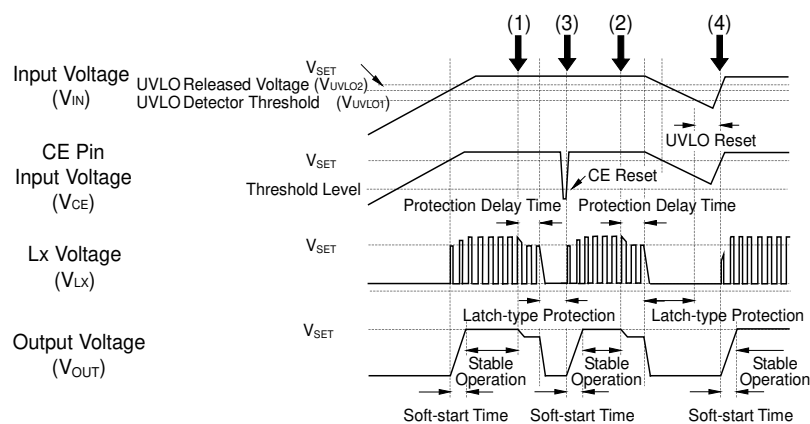 (1) (3) (2) (4)
VSET
Input Voltage
(VIN)
UVLO Released Voltage (VUVLO2)
UVLO Detector Threshold (VUVLO1)
UVLO Reset
CE Pin
Input Voltage
(VCE)
VSET
Threshold Level
CE Reset
Protection Delay Time Protection Delay Time
Lx Voltage
(VLX)
VSET
Latch-type Protection Latch-type Protection
Output Voltage
(VOUT)
VSET
Stable
Operation
Stable
Operation
Stable
Operation
Soft-start Time Soft-start Time Soft-start Time